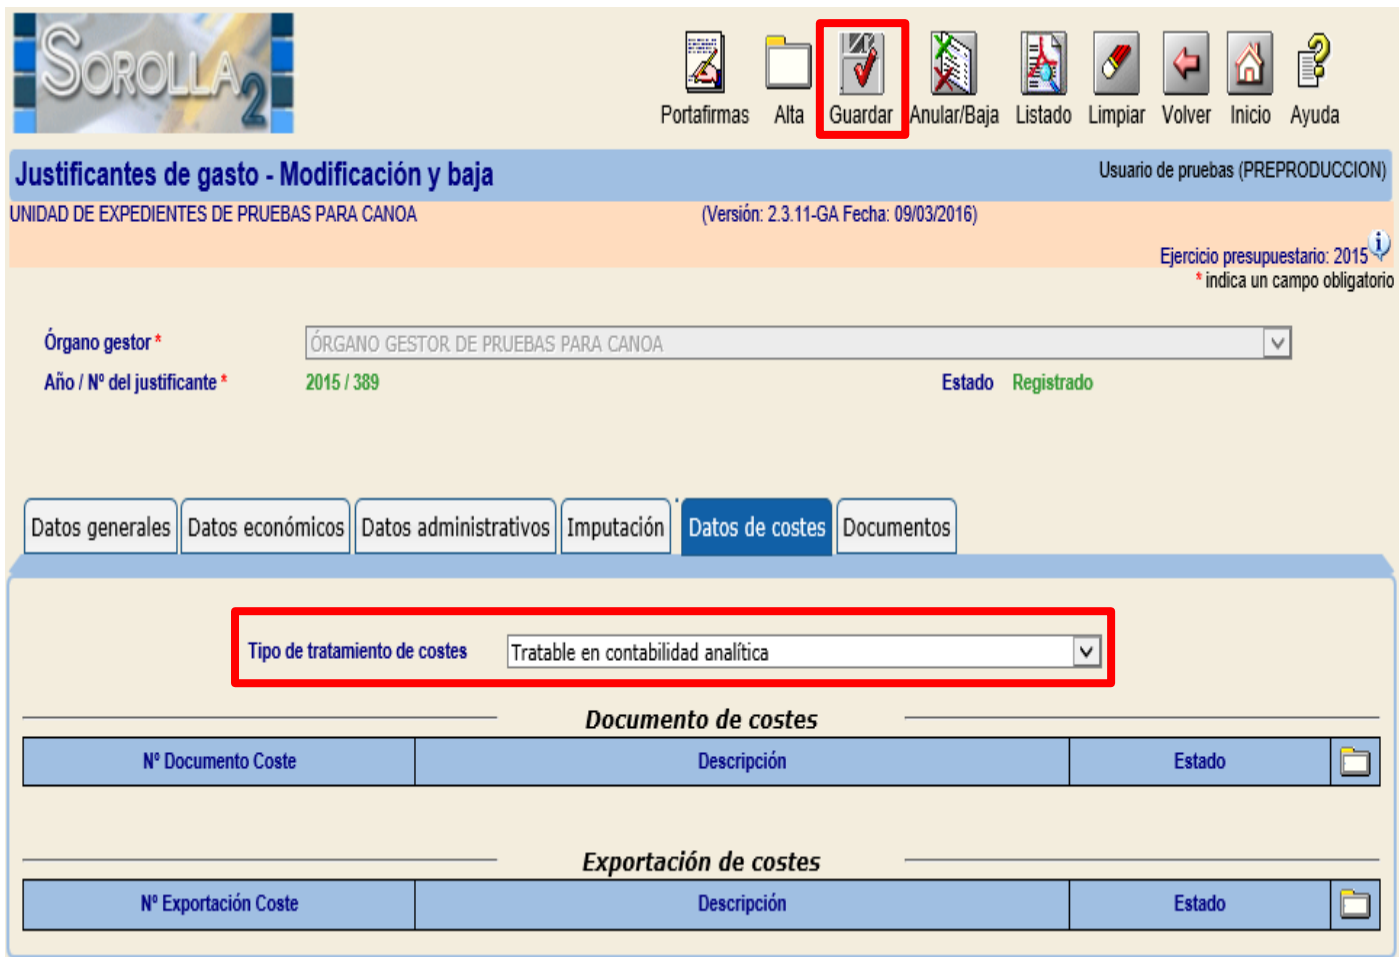 SOROLLA2
Portafirmas Alta Guardar Anular/Baja Listado Limpiar Volver Inicio Ayuda
Justificantes de gasto - Modificación y baja Usuario de pruebas (PREPRODUCCION)
UNIDAD DE EXPEDIENTES DE PRUEBAS PARA CANOA (Versión: 2.3.11-GA Fecha: 09/03/2016)
Ejercicio presupuestario: 2015
* indica un campo obligatorio
Órgano gestor * ÓRGANO GESTOR DE PRUEBAS PARA CANOA
Año / Nº del justificante * 2015 / 389 Estado Registrado
Datos generales Datos económicos Datos administrativos Imputación Datos de costes Documentos
Tipo de tratamiento de costes Tratable en contabilidad analítica
Documento de costes
Nº Documento Coste Descripción Estado
Exportación de costes
Nº Exportación Coste Descripción Estado